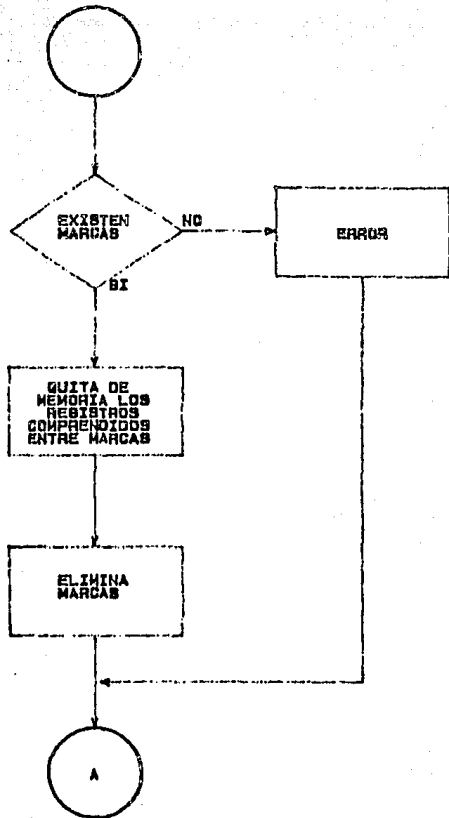 EXISTEN
MARCAS
NO
ERROR
SI
QUITA DE
MEMORIA LOS
REGISTROS
COMPRENDIDOS
ENTRE MARCAS
ELIMINA
MARCAS
A